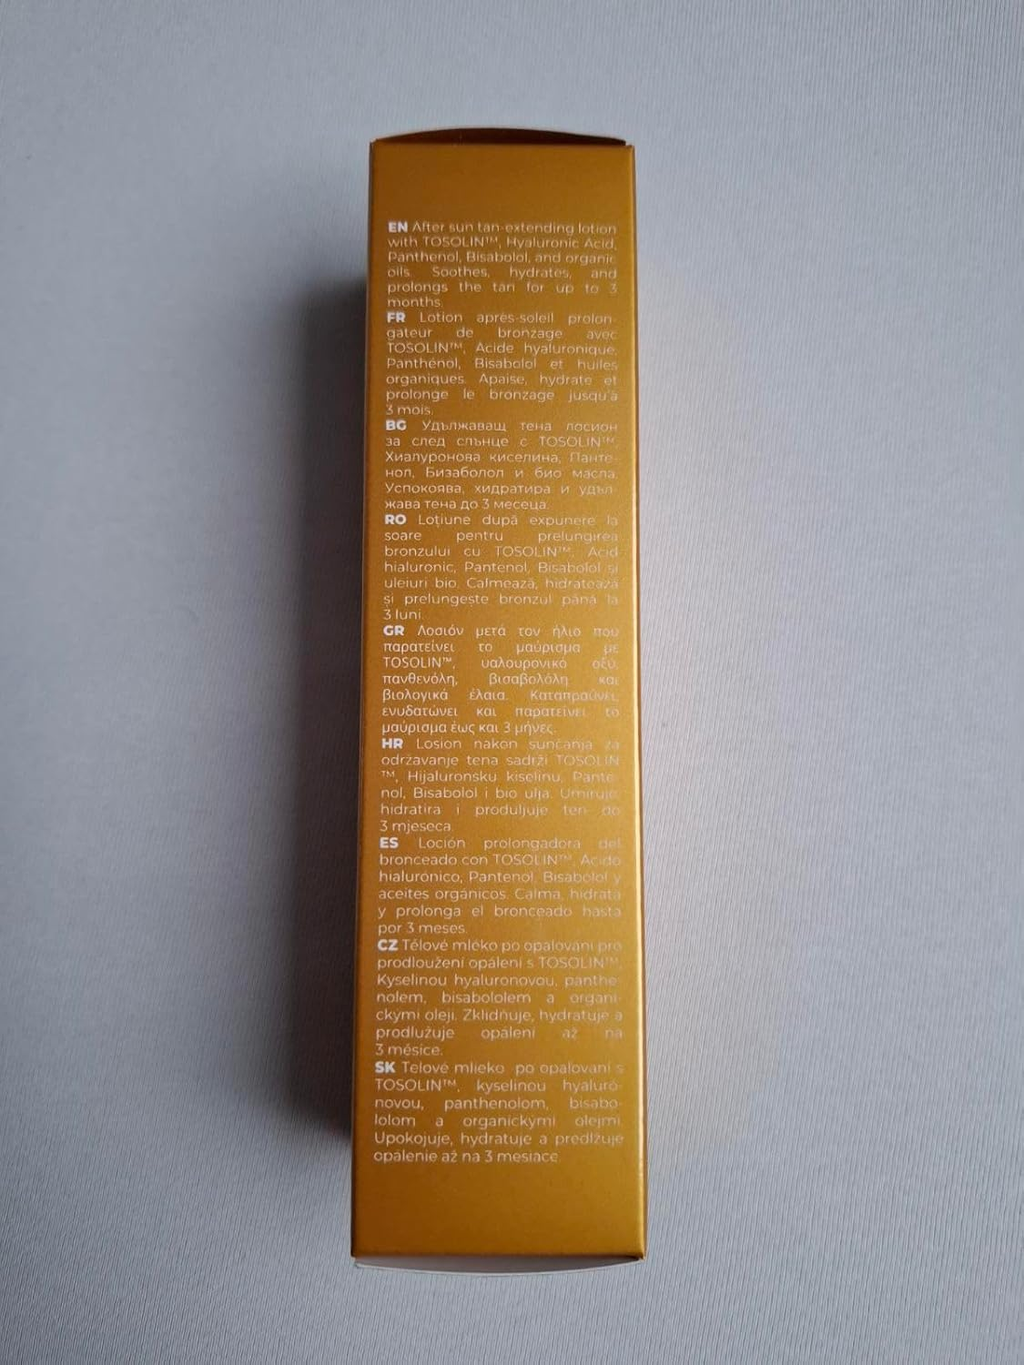 EN After sun tan-extending lotion
with TOSOLIN™, Hyaluronic Acid,
Panthenol, Bisabolol, and organic
oils. Soothes, hydrates, and
prolongs the tan for up to 3
months.
FR Lotion après-soleil prolon-
gateur de bronzage avec
TOSOLIN™, Acide hyaluronique,
Panthénol, Bisabolol et huiles
organiques. Apaise, hydrate et
prolonge le bronzage jusqu'à
3 mois.
BG Удължаващ тена лосион
за след слънце с TOSOLIN™
Хиалуронова киселина, Панте-
нол, Бизаболол и био масла.
Успокоява, хидратира и удъл-
жава тена до 3 месеца.
RO Loțiune după expunere la
soare pentru prelungirea
bronzului cu TOSOLIN™, Acid
hialuronic, Pantenol, Bisabolol și
uleiuri bio. Calmează, hidratează
și prelungește bronzul până la
3 luni.
GR Λοσιόν μετά τον ήλιο που
παρατείνει το μαύρισμα με
TOSOLIN™, υαλουρονικό οξύ,
πανθενόλη, βισαβολόλη και
βιολογικά έλαια. Καταπραΰνει,
ενυδατώνει και παρατείνει το
μαύρισμα έως και 3 μήνες.
HR Losion nakon sunčanja za
održavanje tena sadrži TOSOLIN
™, Hijaluronsku kiselinu, Pante-
nol, Bisabolol i bio ulja. Umiruje,
hidratira i produljuje ten do
3 mjeseca.
ES Loción prolongadora del
bronceado con TOSOLIN™, Ácido
hialurónico, Pantenol, Bisabolol y
aceites orgánicos. Calma, hidrata
y prolonga el bronceado hasta
por 3 meses.
CZ Tělové mléko po opalování pro
prodloužení opálení s TOSOLIN™,
Kyselinou hyaluronovou, panthe-
nolem, bisabololem a organi-
ckými oleji. Zklidňuje, hydratuje a
prodlužuje opálení až na
3 měsíce.
SK Telové mlieko po opaľovaní s
TOSOLIN™, kyselinou hyaluró-
novou, panthenolom, bisabo-
lolom a organickými olejmi.
Upokojuje, hydratuje a predlžuje
opálenie až na 3 mesiace.